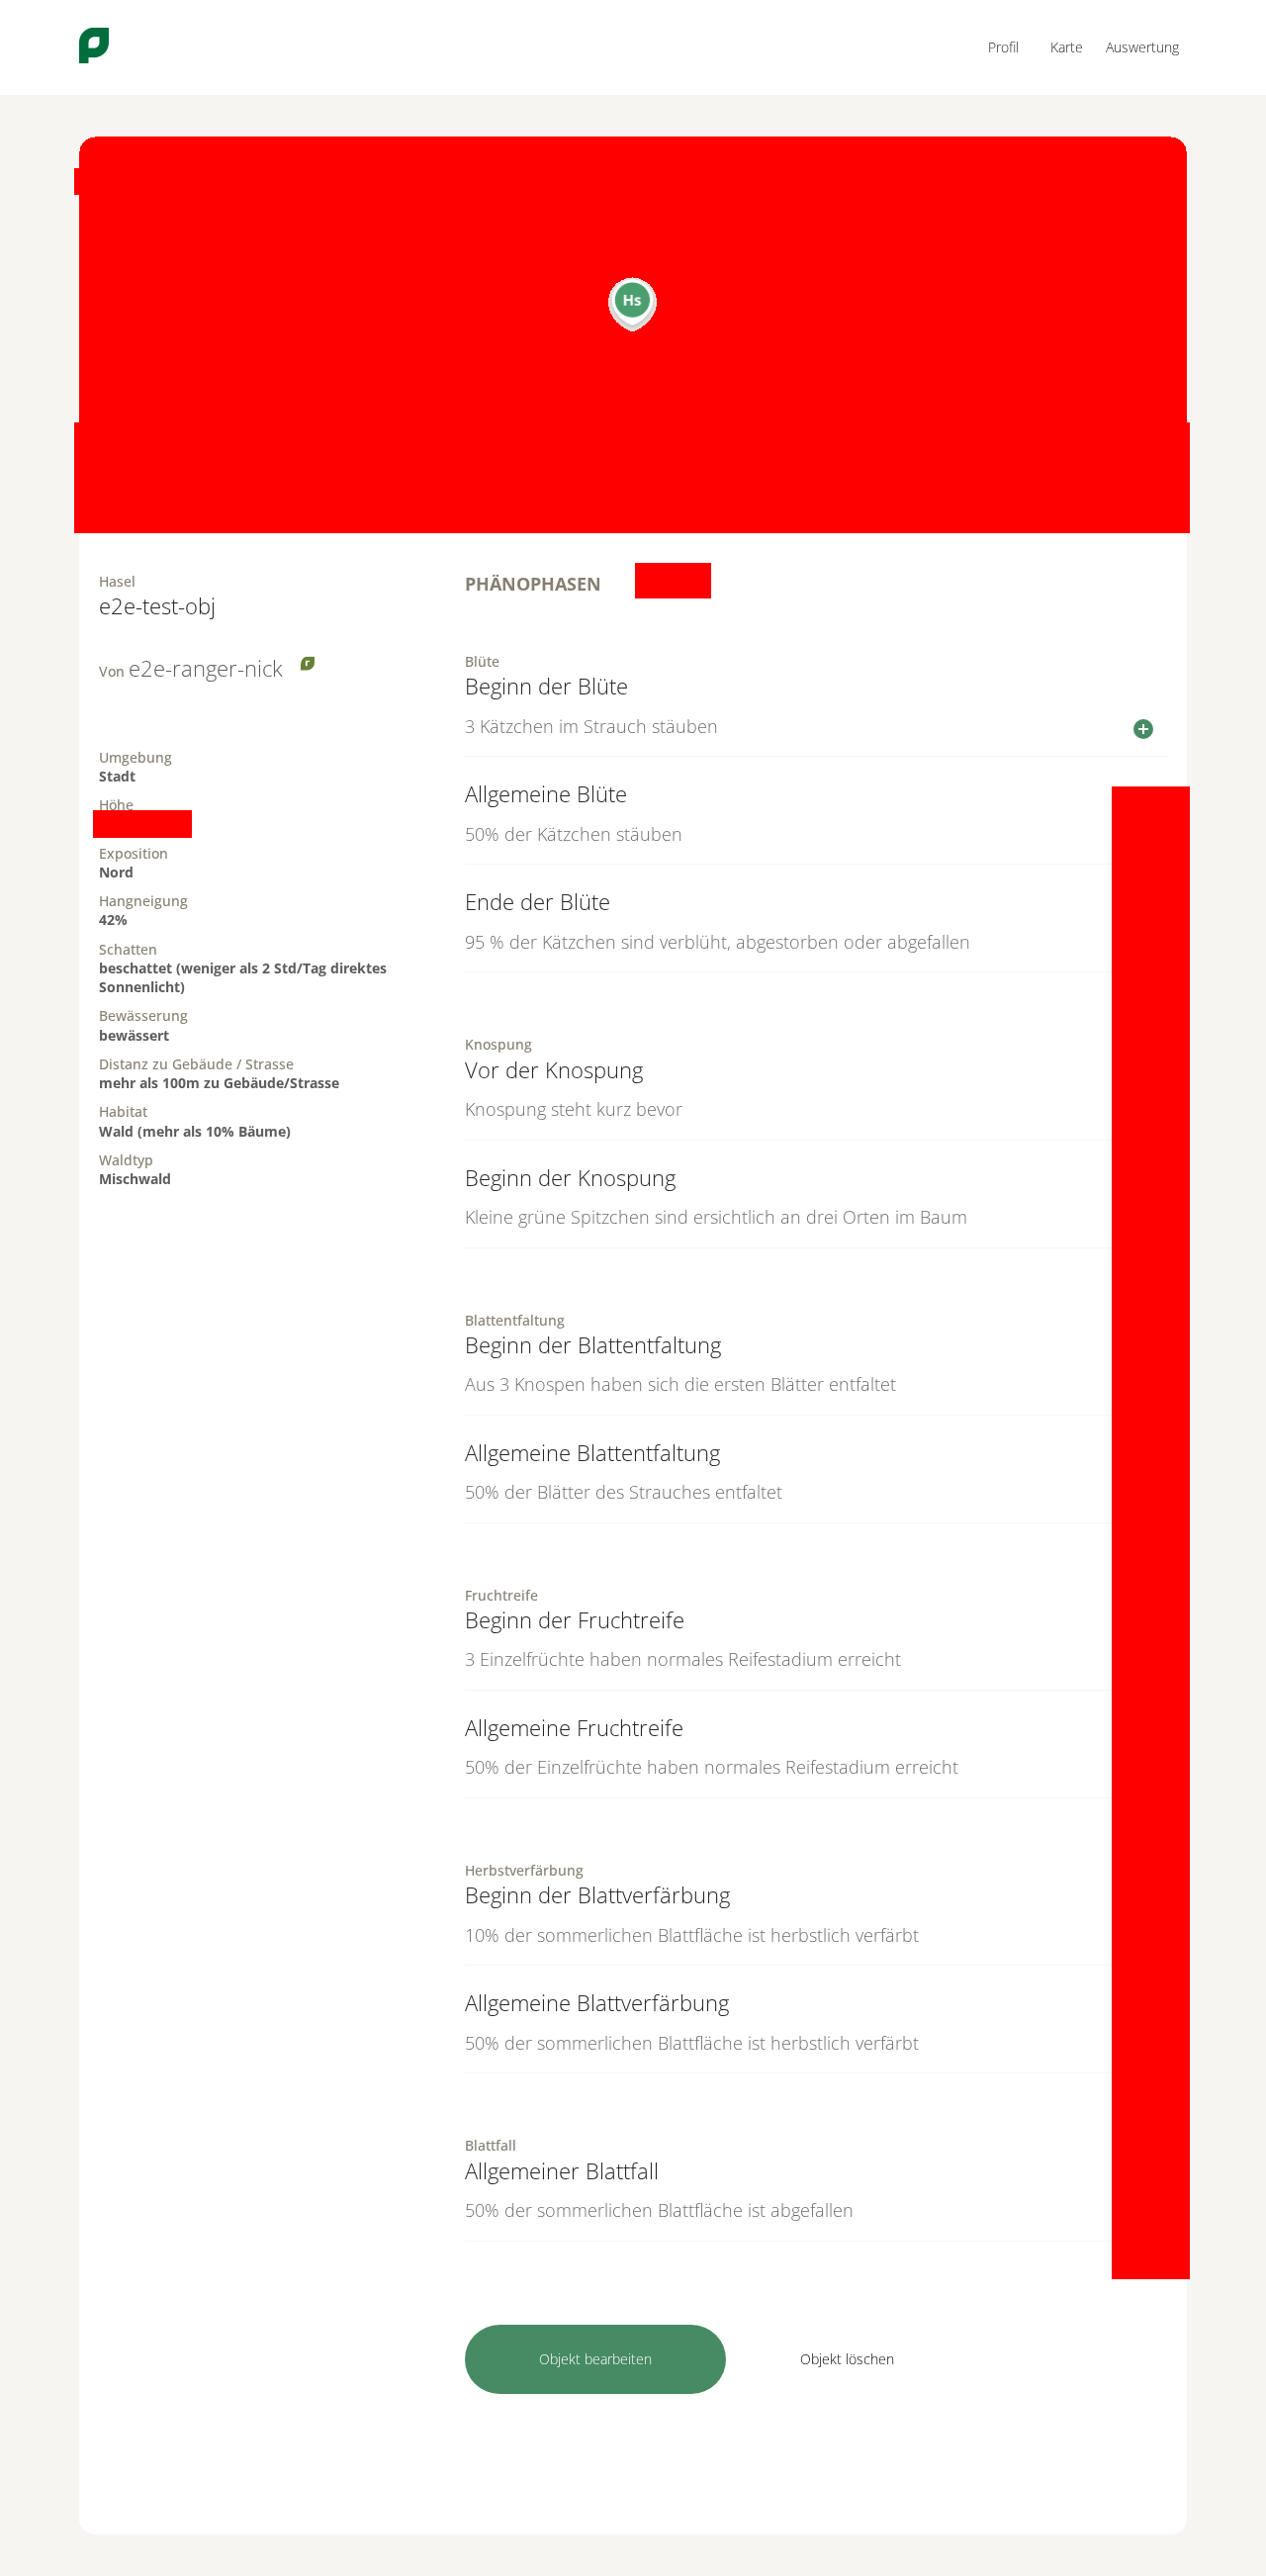 Profil Karte Auswertung
Hs
Hasel
e2e-test-obj
Von e2e-ranger-nick
Umgebung
Stadt
Höhe
Exposition
Nord
Hangneigung
42%
Schatten
beschattet (weniger als 2 Std/Tag direktes
Sonnenlicht)
Bewässerung
bewässert
Distanz zu Gebäude / Strasse
mehr als 100m zu Gebäude/Strasse
Habitat
Wald (mehr als 10% Bäume)
Waldtyp
Mischwald
PHÄNOPHASEN
Blüte
Beginn der Blüte
3 Kätzchen im Strauch stäuben
Allgemeine Blüte
50% der Kätzchen stäuben
Ende der Blüte
95 % der Kätzchen sind verblüht, abgestorben oder abgefallen
Knospung
Vor der Knospung
Knospung steht kurz bevor
Beginn der Knospung
Kleine grüne Spitzchen sind ersichtlich an drei Orten im Baum
Blattentfaltung
Beginn der Blattentfaltung
Aus 3 Knospen haben sich die ersten Blätter entfaltet
Allgemeine Blattentfaltung
50% der Blätter des Strauches entfaltet
Fruchtreife
Beginn der Fruchtreife
3 Einzelfrüchte haben normales Reifestadium erreicht
Allgemeine Fruchtreife
50% der Einzelfrüchte haben normales Reifestadium erreicht
Herbstverfärbung
Beginn der Blattverfärbung
10% der sommerlichen Blattfläche ist herbstlich verfärbt
Allgemeine Blattverfärbung
50% der sommerlichen Blattfläche ist herbstlich verfärbt
Blattfall
Allgemeiner Blattfall
50% der sommerlichen Blattfläche ist abgefallen
Objekt bearbeiten Objekt löschen